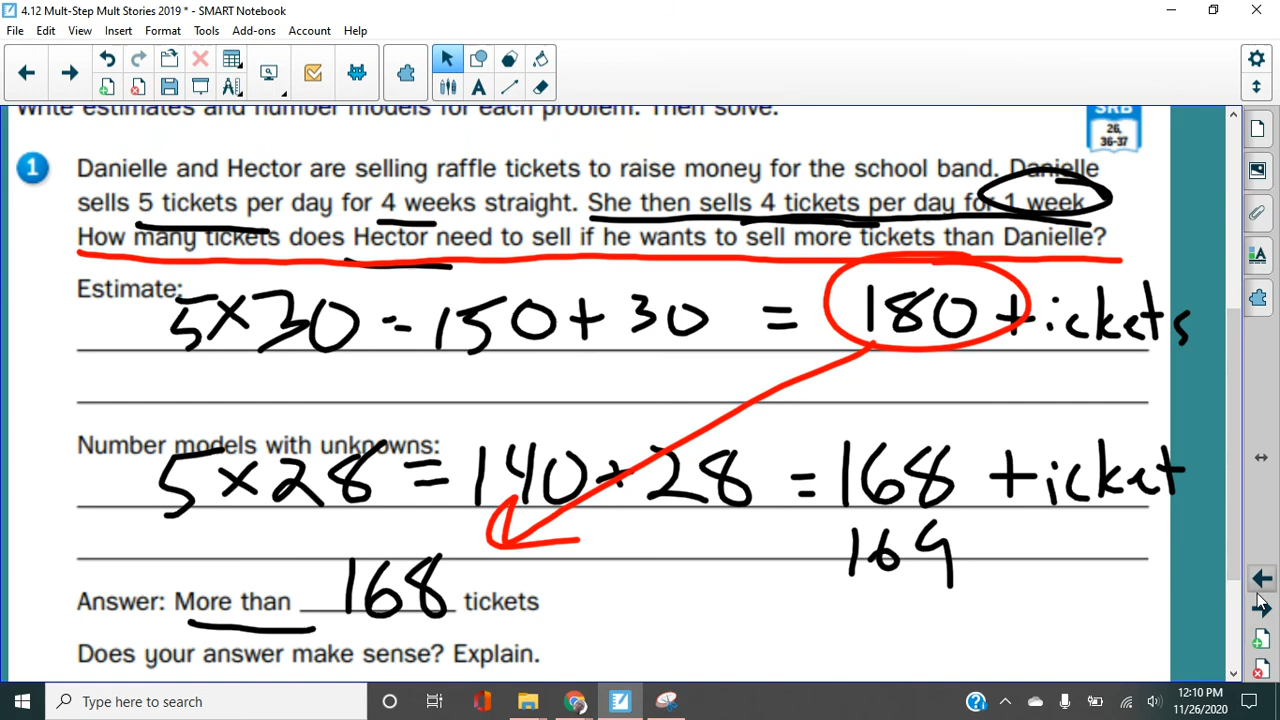 4.12 Mult-Step Mult Stories 2019 * - SMART Notebook
File Edit View Insert Format Tools Add-ons Account Help
Write estimates and number models for each problem. Then solve.
SRB
26,
36-37
1 Danielle and Hector are selling raffle tickets to raise money for the school band. Danielle
sells 5 tickets per day for 4 weeks straight. She then sells 4 tickets per day for 1 week.
How many tickets does Hector need to sell if he wants to sell more tickets than Danielle?
Estimate:
5x30 = 150+30 = 180 tickets
Number models with unknowns:
5x28 = 140+28 = 168 ticket
169
Answer: More than 168 tickets
Does your answer make sense? Explain.
Type here to search
12:10 PM
11/26/2020